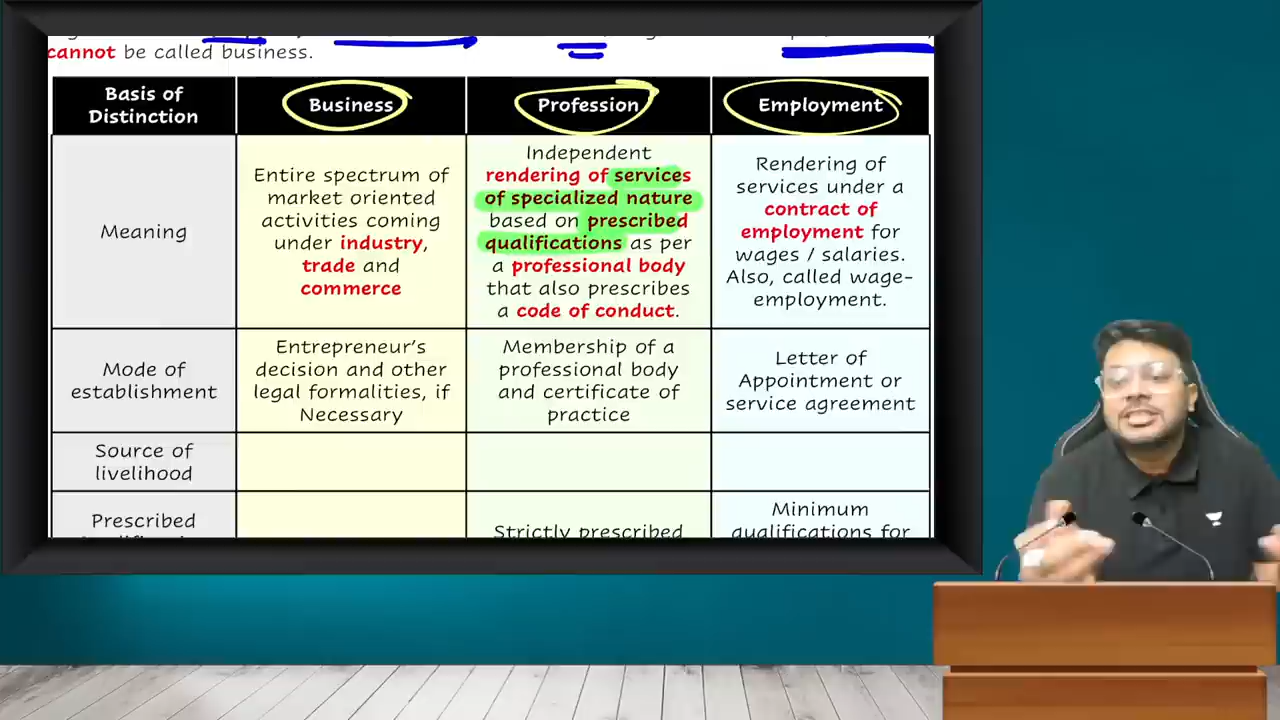 cannot be called business.
Basis of
Distinction
Business
Profession
Employment
Meaning
Entire spectrum of
market oriented
activities coming
under industry,
trade and
commerce
Independent
rendering of services
of specialized nature
based on prescribed
qualifications as per
a professional body
that also prescribes
a code of conduct.
Rendering of
services under a
contract of
employment for
wages / salaries.
Also, called wage-
employment.
Mode of
establishment
Entrepreneur's
decision and other
legal formalities, if
Necessary
Membership of a
professional body
and certificate of
practice
Letter of
Appointment or
service agreement
Source of
livelihood
Prescribed
Strictly prescribed
Minimum
qualifications for